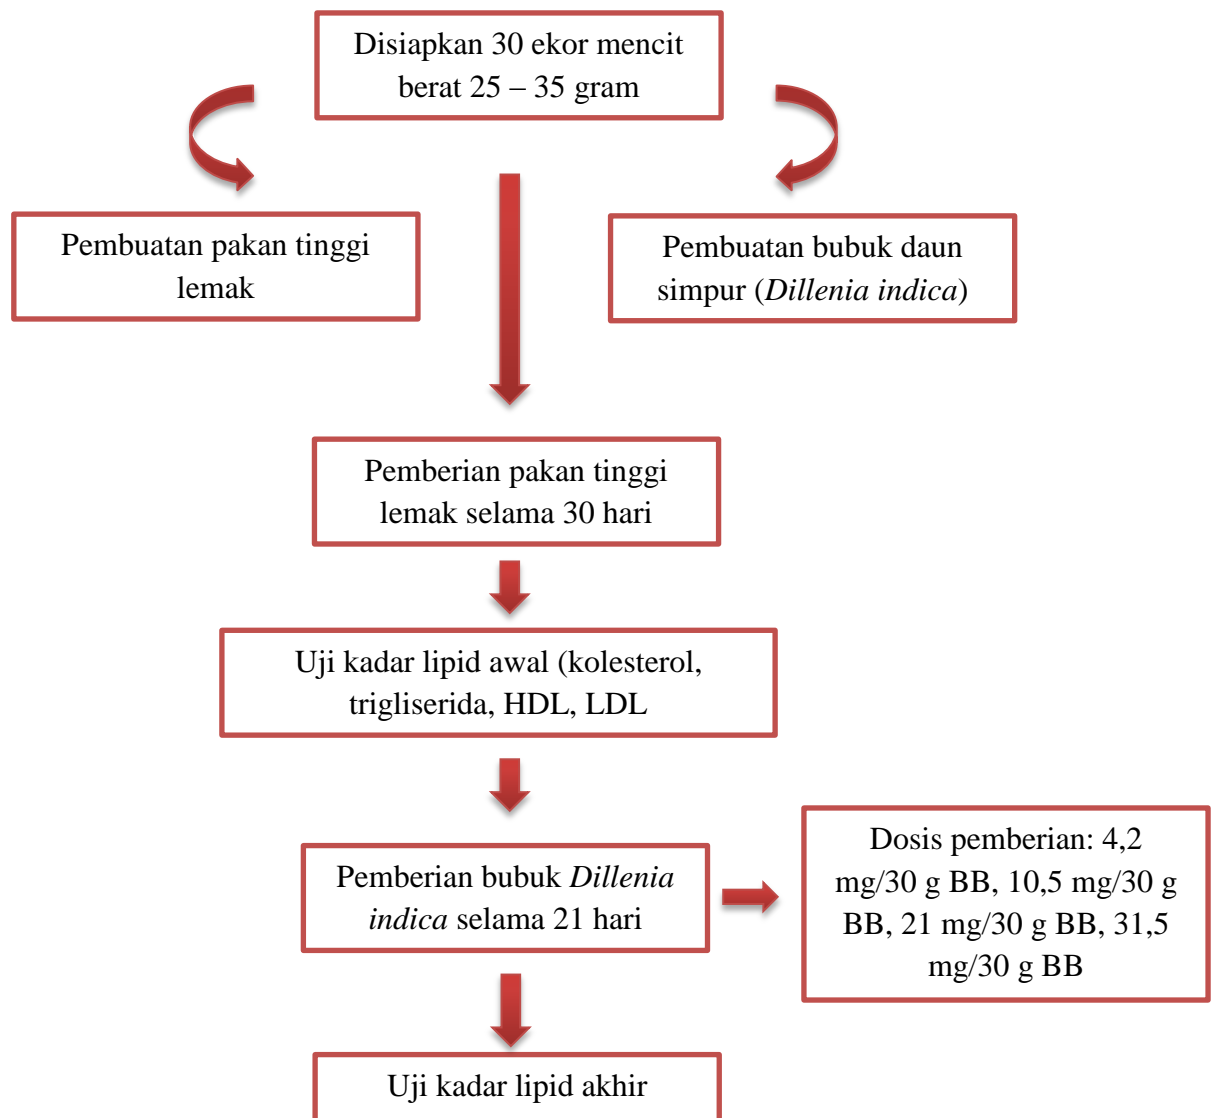 Disiapkan 30 ekor mencit
berat 25 – 35 gram
Pembuatan pakan tinggi
lemak
Pembuatan bubuk daun
simpur (Dillenia indica)
Pemberian pakan tinggi
lemak selama 30 hari
Uji kadar lipid awal (kolesterol,
trigliserida, HDL, LDL
Pemberian bubuk Dillenia
indica selama 21 hari
Dosis pemberian: 4,2
mg/30 g BB, 10,5 mg/30 g
BB, 21 mg/30 g BB, 31,5
mg/30 g BB
Uji kadar lipid akhir